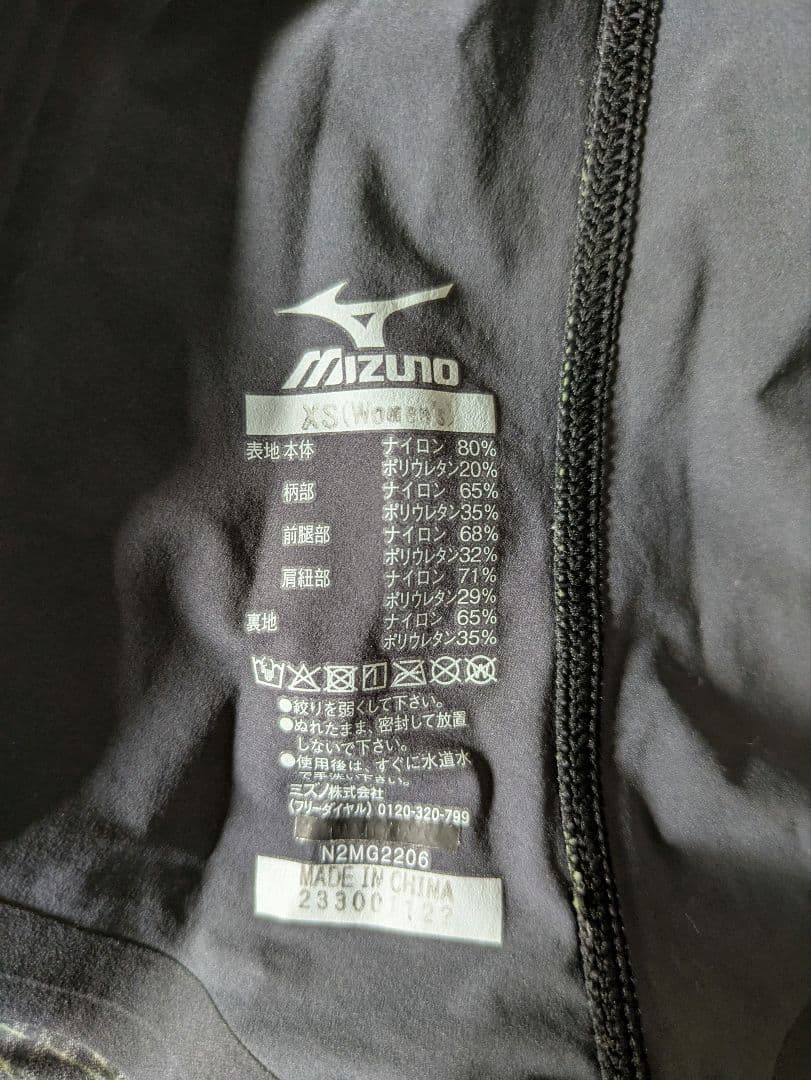 MIZUNO
XS(Women's)
表地 本体 ナイロン 80%
ポリウレタン20%
柄部 ナイロン 65%
ポリウレタン35%
前腿部 ナイロン 68%
ポリウレタン32%
肩紐部 ナイロン 71%
ポリウレタン29%
裏地 ナイロン 65%
ポリウレタン35%
●絞りを弱くして下さい。
●ぬれたまま、密封して放置
しないで下さい。
●使用後は、すぐに水道水
で手洗い下さい。
ミズノ株式会社
(フリーダイヤル) 0120-320-799
N2MG2206
MADE IN CHINA